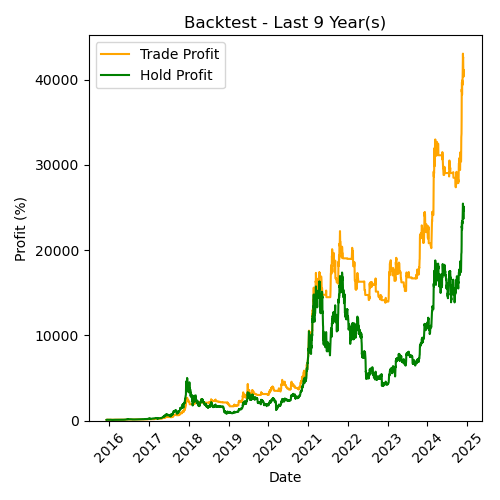 Backtest - Last 9 Year(s)
Trade Profit
Hold Profit
Profit (%)
40000
30000
20000
10000
0
2016 2017 2018 2019 2020 2021 2022 2023 2024 2025
Date